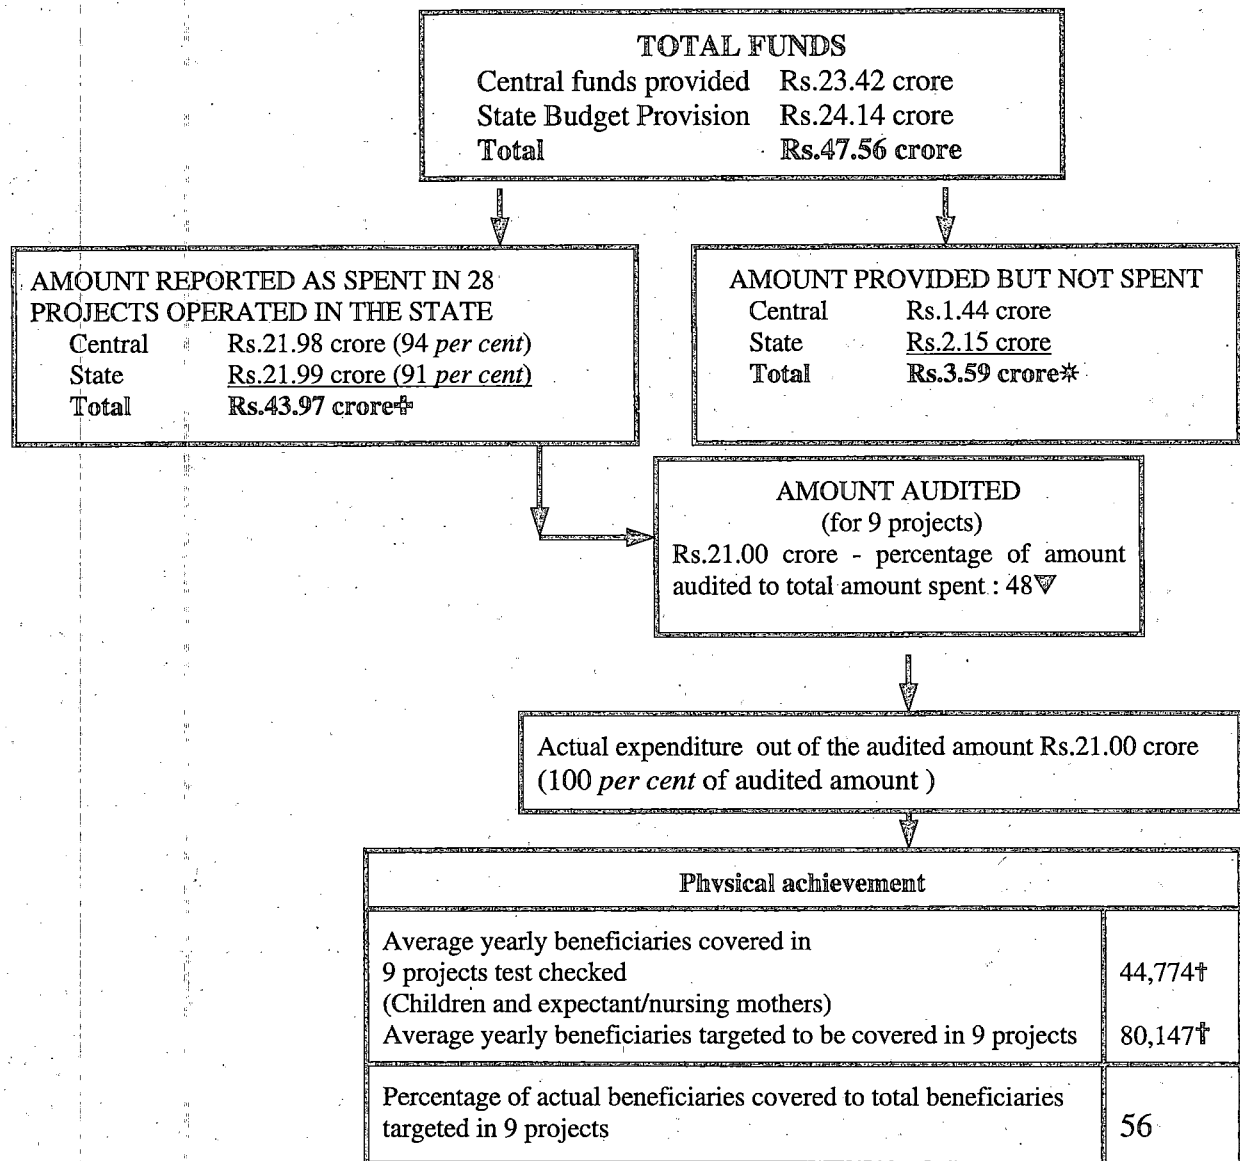 TOTAL FUNDS
Central funds provided Rs.23.42 crore
State Budget Provision Rs.24.14 crore
Total Rs.47.56 crore
AMOUNT REPORTED AS SPENT IN 28
PROJECTS OPERATED IN THE STATE
Central Rs.21.98 crore (94 per cent)
State Rs.21.99 crore (91 per cent)
Total Rs.43.97 crore✙
AMOUNT PROVIDED BUT NOT SPENT
Central Rs.1.44 crore
State Rs.2.15 crore
Total Rs.3.59 crore✳
AMOUNT AUDITED
(for 9 projects)
Rs.21.00 crore - percentage of amount
audited to total amount spent : 48▼
Actual expenditure out of the audited amount Rs.21.00 crore
(100 per cent of audited amount )
Physical achievement
Average yearly beneficiaries covered in
9 projects test checked
(Children and expectant/nursing mothers)
44,774†
Average yearly beneficiaries targeted to be covered in 9 projects 80,147†
Percentage of actual beneficiaries covered to total beneficiaries
targeted in 9 projects
56